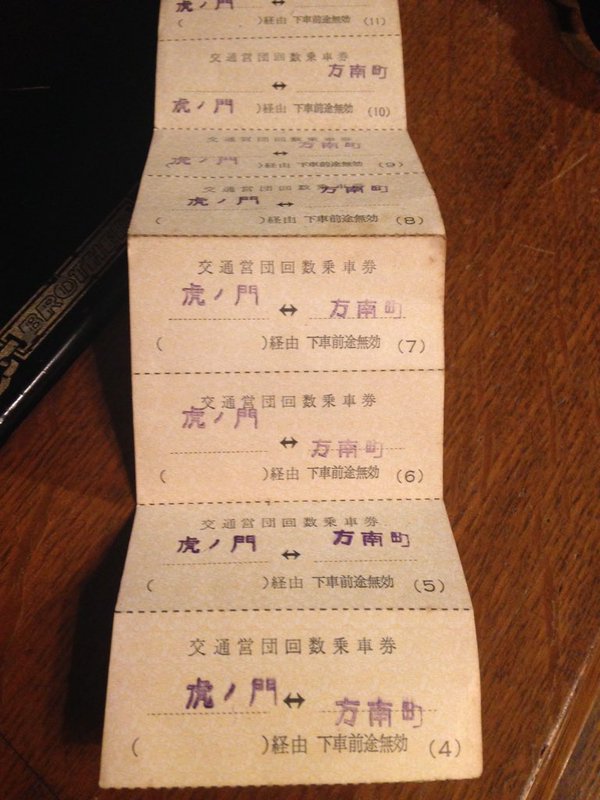 虎ノ門 ↔
( )経由 下車前途無効 (11)
交通営団回数乗車券
↔ 方南町
虎ノ門 )経由 下車前途無効 (10)
交通営団回数乗車券
虎ノ門 ↔ 方南町
( )経由 下車前途無効 (9)
交通営団回数乗車券
虎ノ門 ↔ 方南町
( )経由 下車前途無効 (8)
交通営団回数乗車券
虎ノ門 ↔ 方南町
( )経由 下車前途無効 (7)
交通営団回数乗車券
虎ノ門 ↔ 方南町
( )経由 下車前途無効 (6)
交通営団回数乗車券
虎ノ門 ↔ 方南町
( )経由 下車前途無効 (5)
交通営団回数乗車券
虎ノ門 ↔ 方南町
( )経由 下車前途無効 (4)